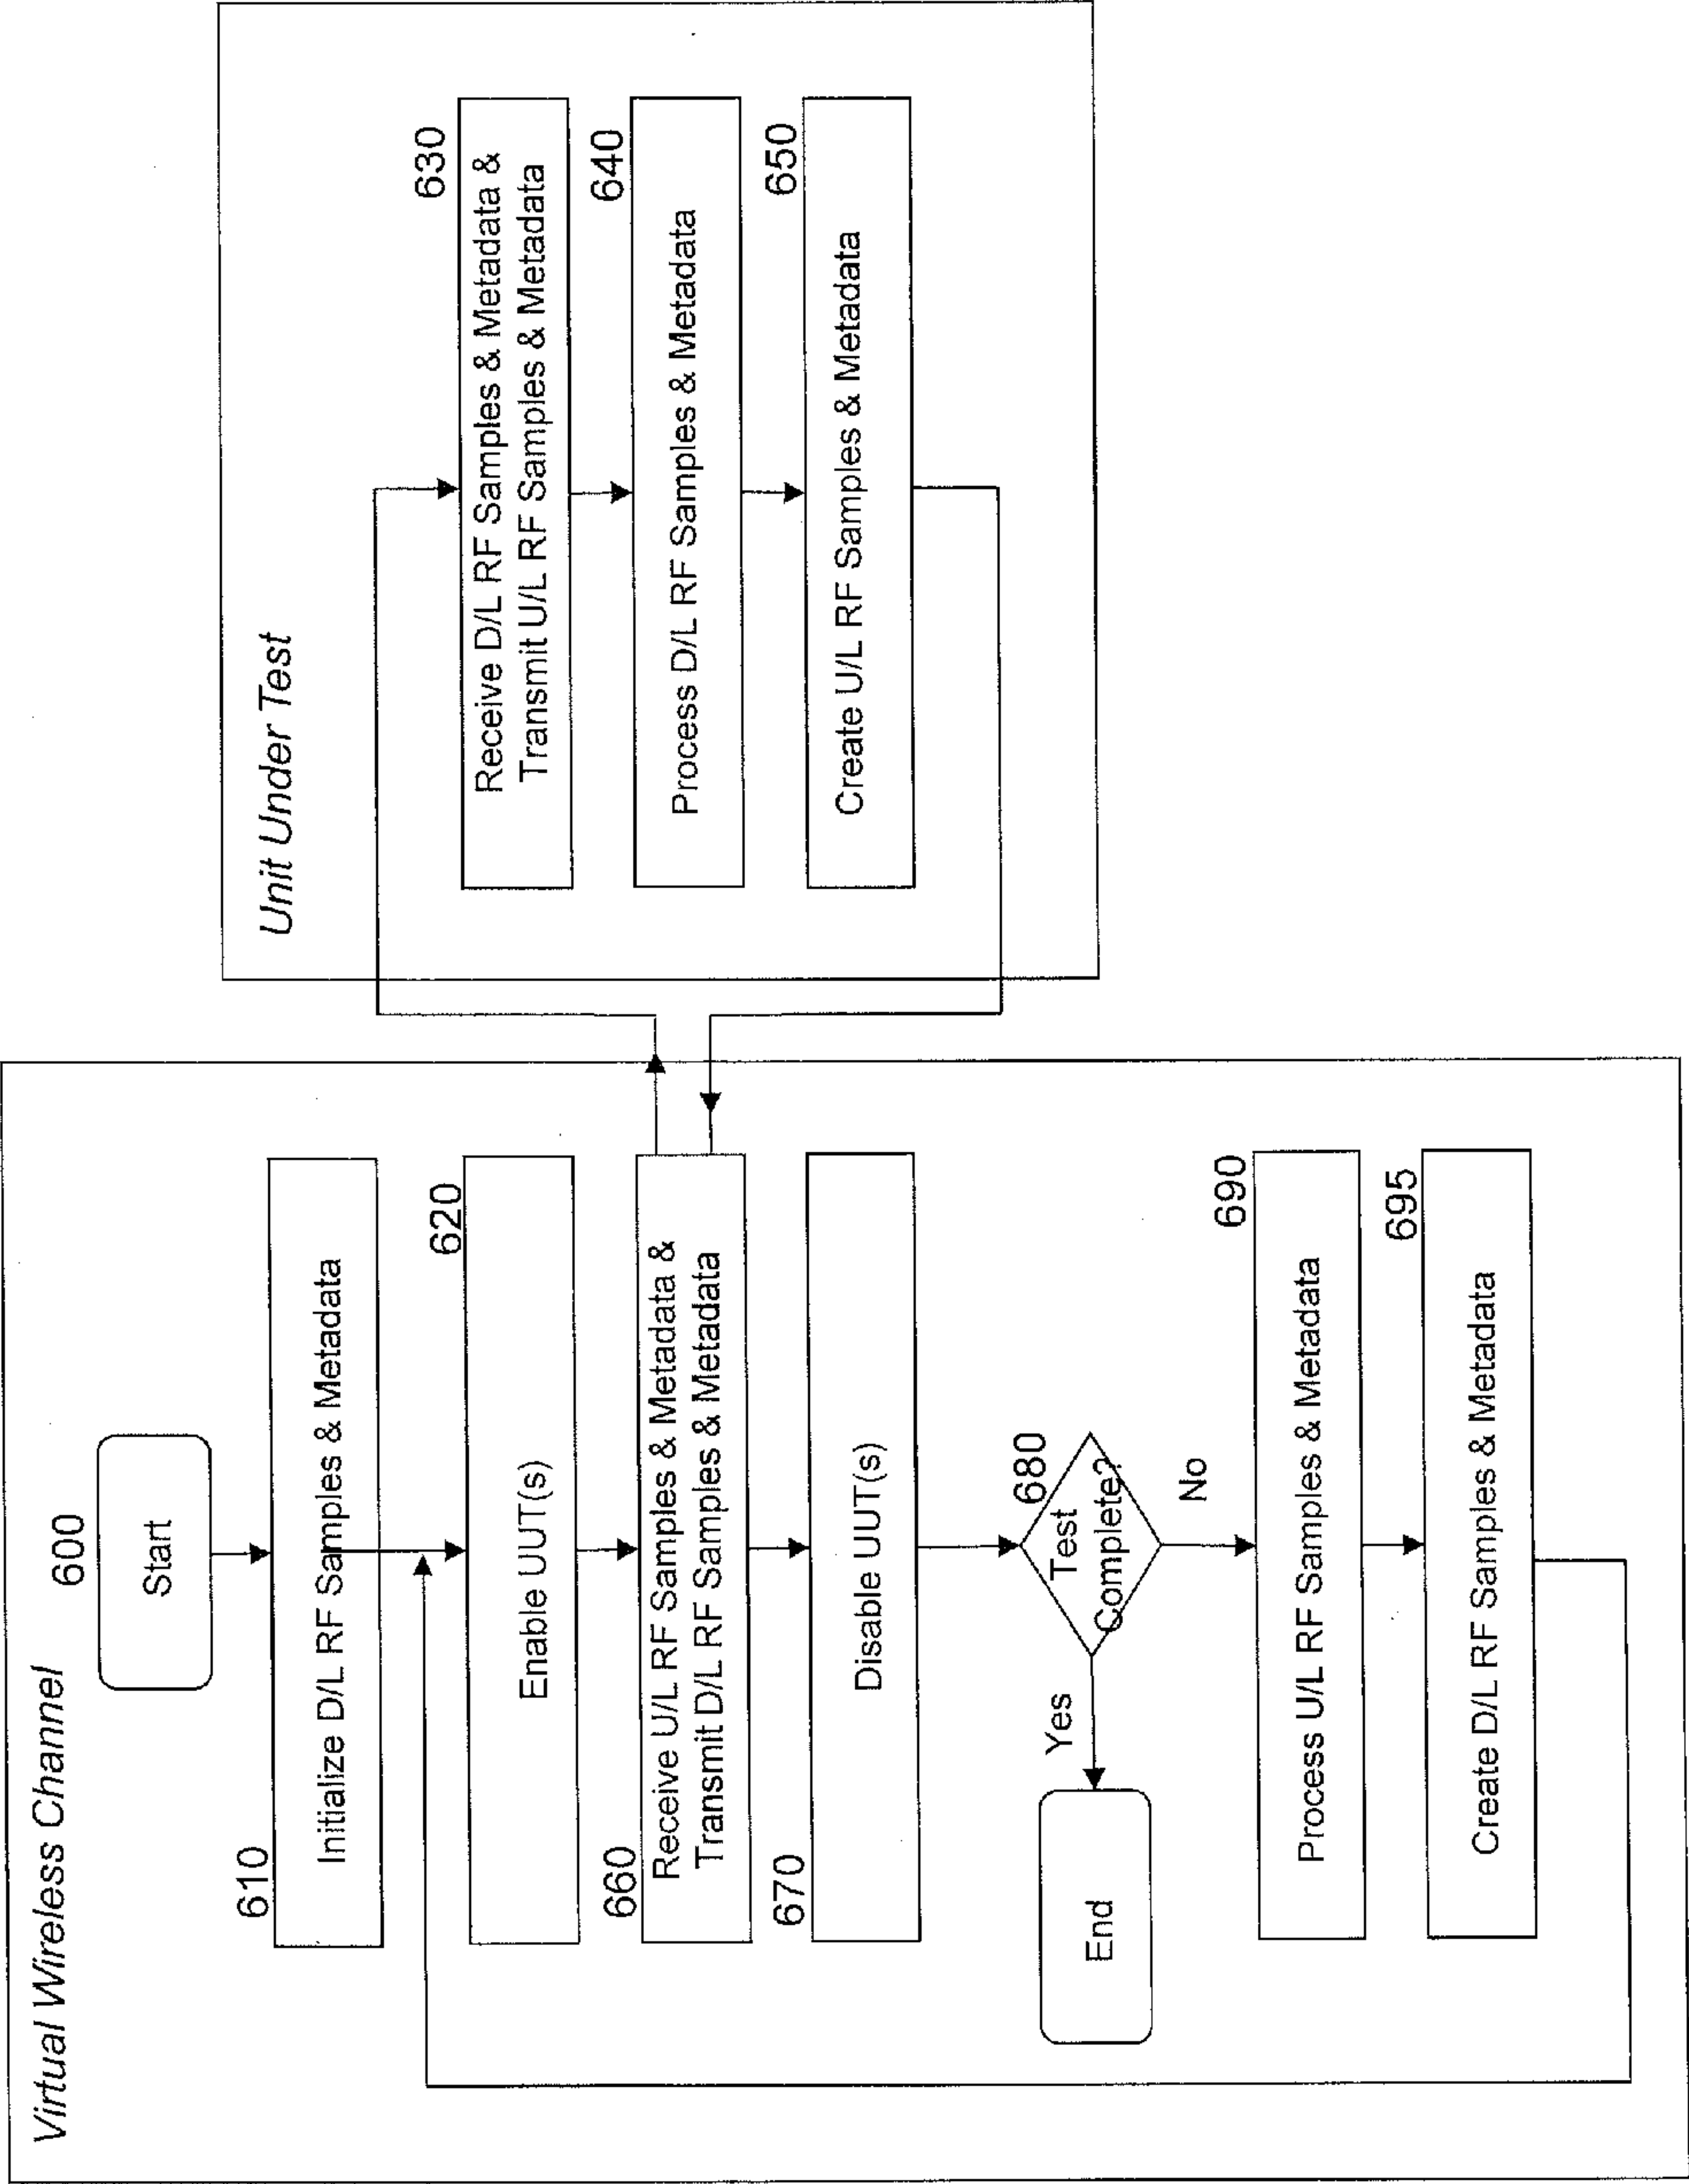 Virtual Wireless Channel
600
Start
610
Initialize D/L RF Samples & Metadata
620
Enable UUT(s)
660
Receive U/L RF Samples & Metadata &
Transmit D/L RF Samples & Metadata
670
Disable UUT(s)
680
Test
Complete?
Yes
No
End
690
Process U/L RF Samples & Metadata
695
Create D/L RF Samples & Metadata
Unit Under Test
630
Receive D/L RF Samples & Metadata &
Transmit U/L RF Samples & Metadata
640
Process D/L RF Samples & Metadata
650
Create U/L RF Samples & Metadata